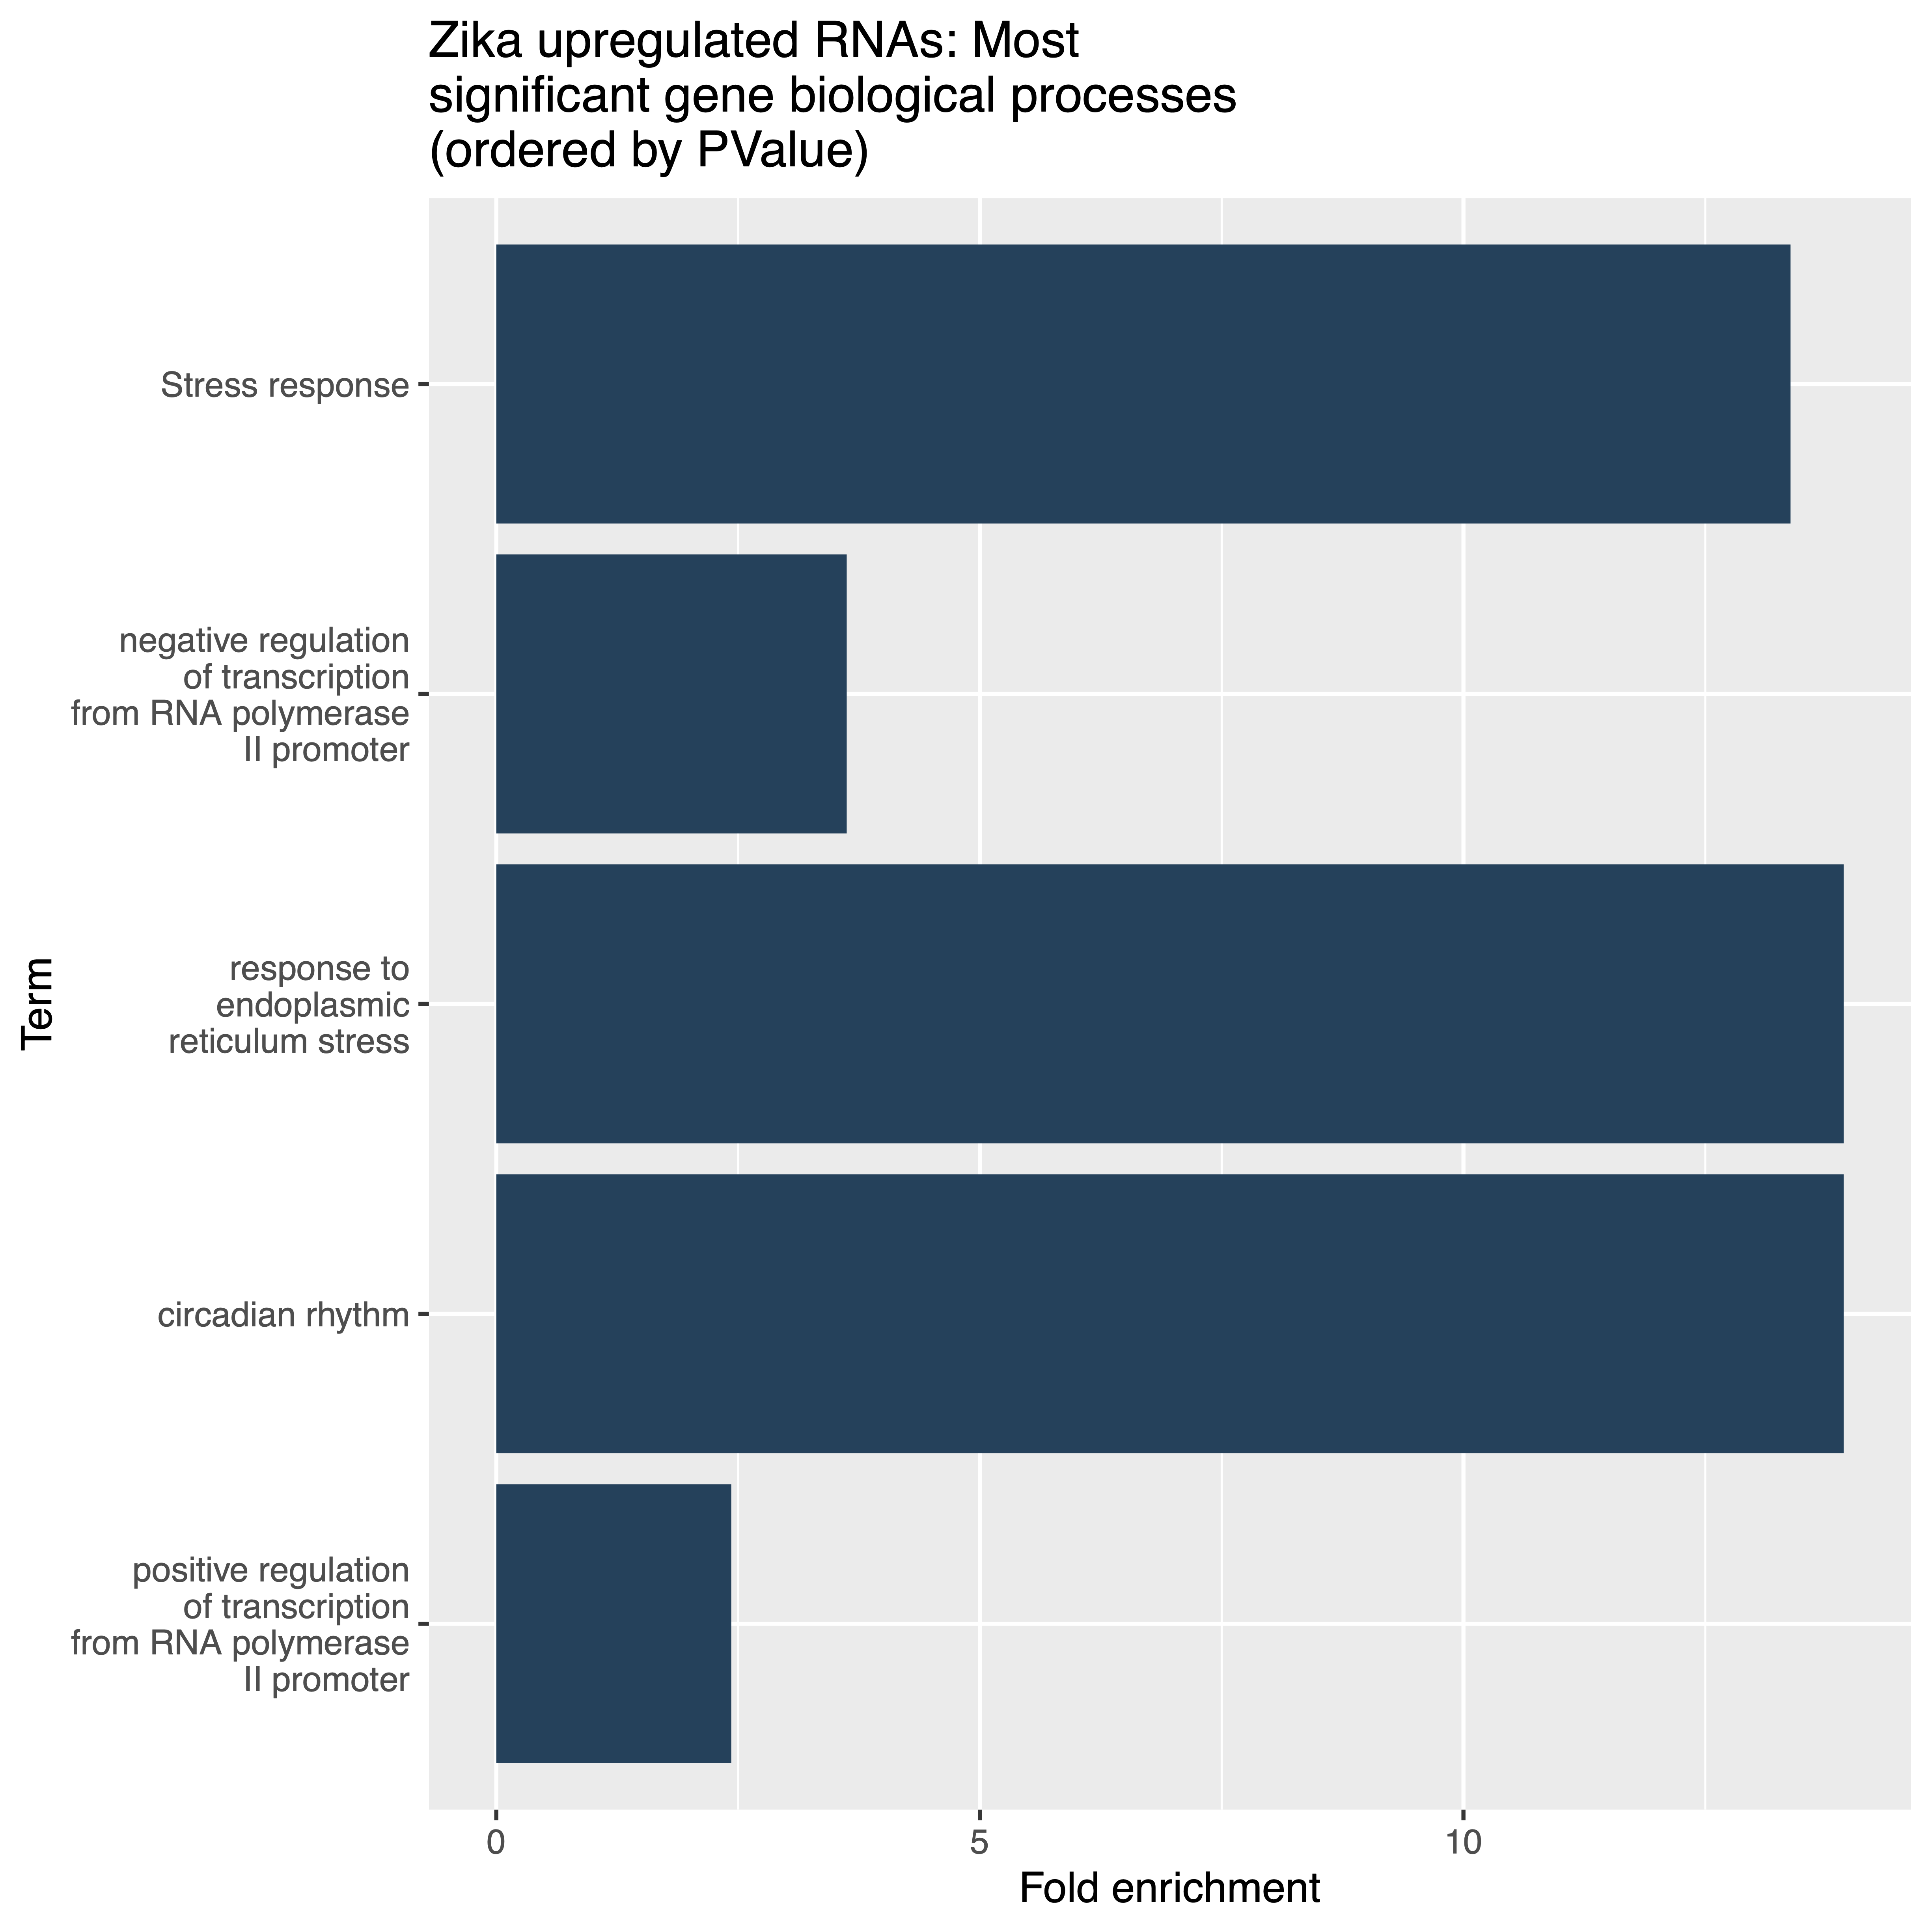 Zika upregulated RNAs: Most
significant gene biological processes
(ordered by PValue)
Stress response
negative regulation
of transcription
from RNA polymerase
II promoter
response to
endoplasmic
reticulum stress
circadian rhythm
positive regulation
of transcription
from RNA polymerase
II promoter
Term
0
5
10
Fold enrichment